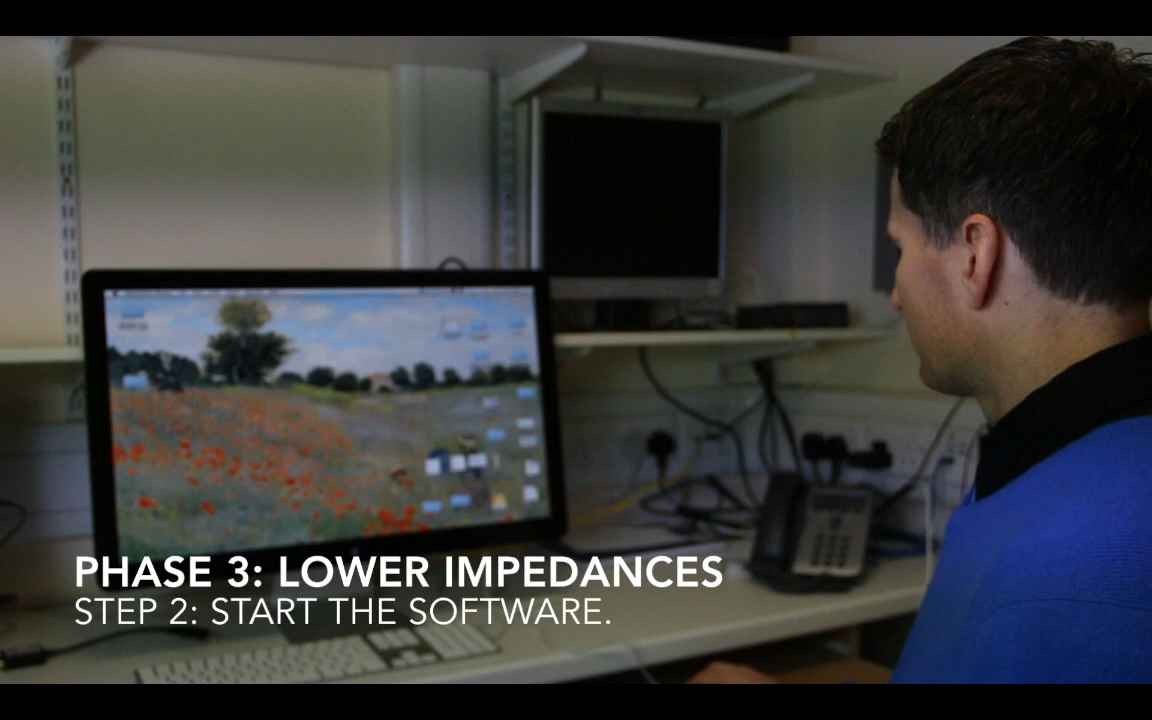 PHASE 3: LOWER IMPEDANCES
STEP 2: START THE SOFTWARE.